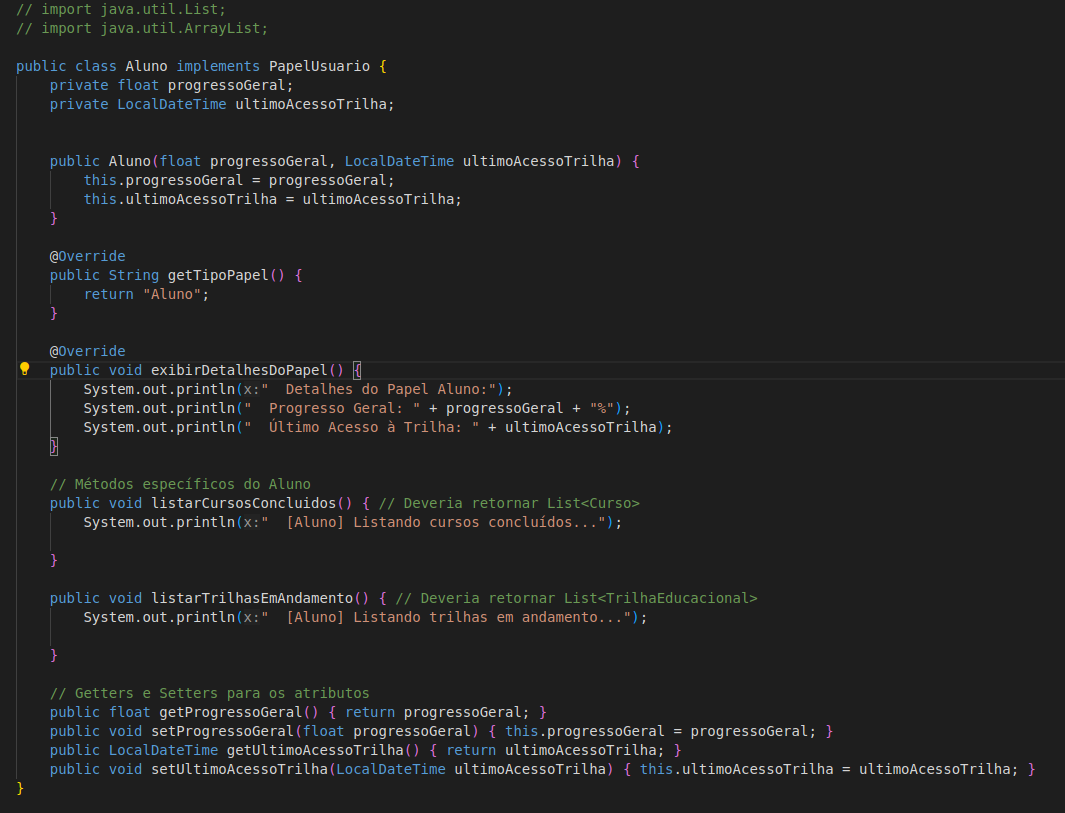 // import java.util.List;
// import java.util.ArrayList;
public class Aluno implements PapelUsuario {
private float progressoGeral;
private LocalDateTime ultimoAcessoTrilha;
public Aluno(float progressoGeral, LocalDateTime ultimoAcessoTrilha) {
this.progressoGeral = progressoGeral;
this.ultimoAcessoTrilha = ultimoAcessoTrilha;
}
@Override
public String getTipoPapel() {
return "Aluno";
}
@Override
public void exibirDetalhesDoPapel() {
System.out.println(x:"  Detalhes do Papel Aluno:");
System.out.println("  Progresso Geral: " + progressoGeral + "%");
System.out.println("  Último Acesso à Trilha: " + ultimoAcessoTrilha);
}
// Métodos específicos do Aluno
public void listarCursosConcluidos() { // Deveria retornar List<Curso>
System.out.println(x:"  [Aluno] Listando cursos concluídos...");
}
public void listarTrilhasEmAndamento() { // Deveria retornar List<TrilhaEducacional>
System.out.println(x:"  [Aluno] Listando trilhas em andamento...");
}
// Getters e Setters para os atributos
public float getProgressoGeral() { return progressoGeral; }
public void setProgressoGeral(float progressoGeral) { this.progressoGeral = progressoGeral; }
public LocalDateTime getUltimoAcessoTrilha() { return ultimoAcessoTrilha; }
public void setUltimoAcessoTrilha(LocalDateTime ultimoAcessoTrilha) { this.ultimoAcessoTrilha = ultimoAcessoTrilha; }
}